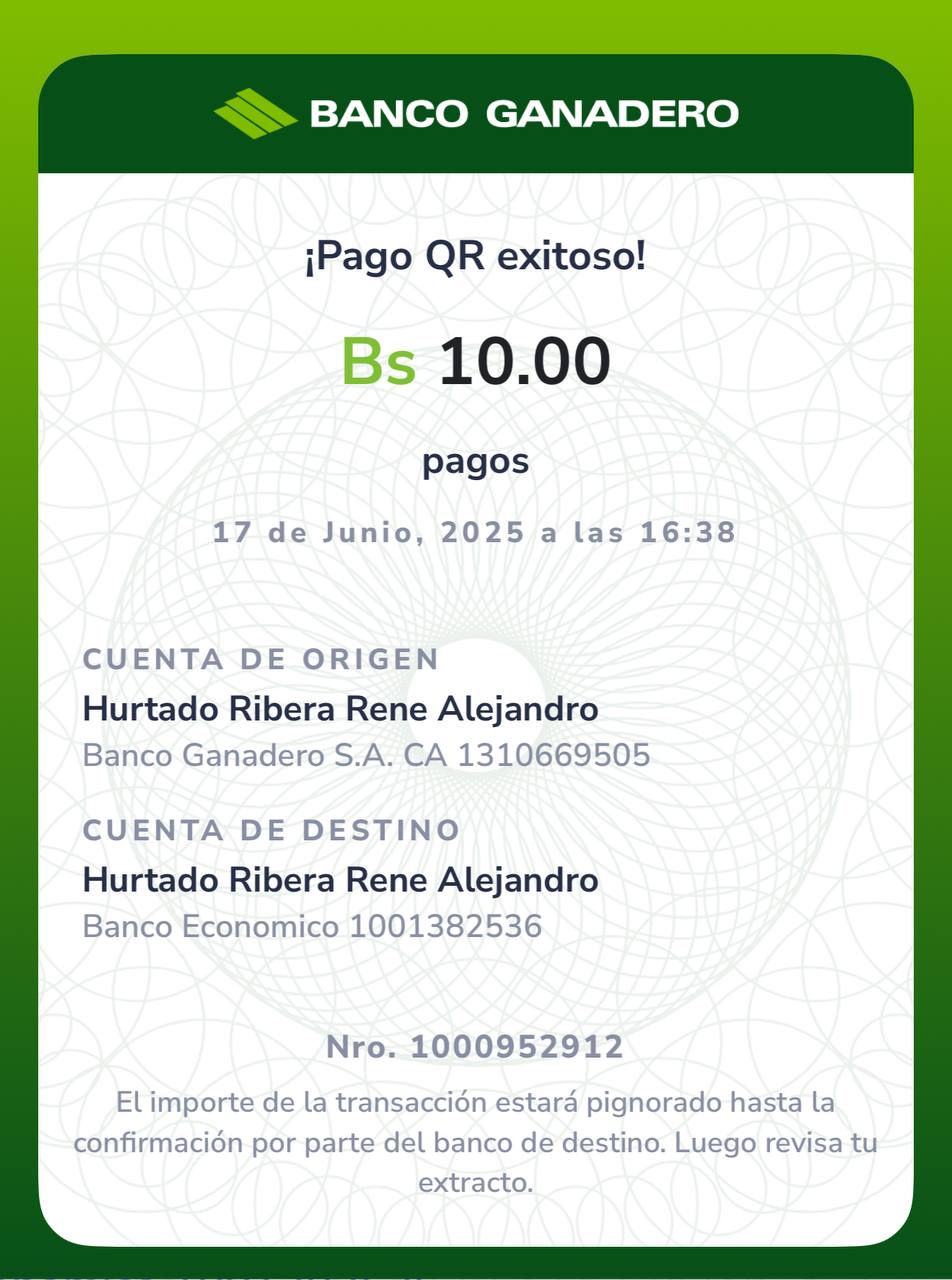 BANCO GANADERO
¡Pago QR exitoso!
Bs 10.00
pagos
17 de Junio, 2025 a las 16:38
CUENTA DE ORIGEN
Hurtado Ribera Rene Alejandro
Banco Ganadero S.A. CA 1310669505
CUENTA DE DESTINO
Hurtado Ribera Rene Alejandro
Banco Economico 1001382536
Nro. 1000952912
El importe de la transacción estará pignorado hasta la
confirmación por parte del banco de destino. Luego revisa tu
extracto.